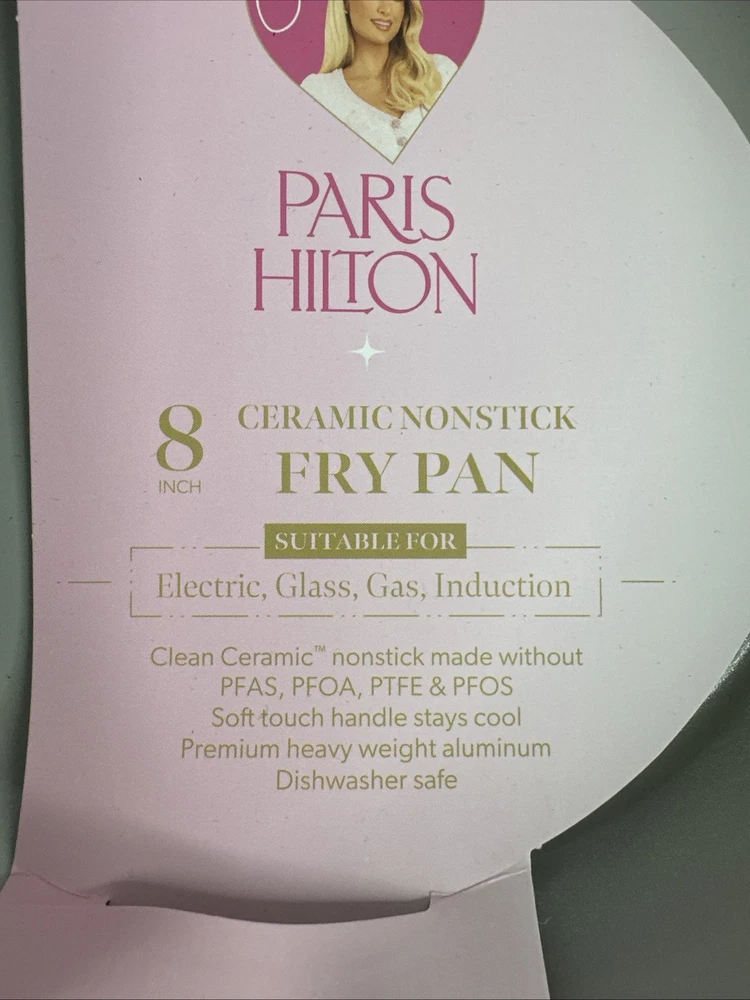 PARIS
HILTON
8
INCH
CERAMIC NONSTICK
FRY PAN
SUITABLE FOR
Electric, Glass, Gas, Induction
Clean Ceramic™ nonstick made without
PFAS, PFOA, PTFE & PFOS
Soft touch handle stays cool
Premium heavy weight aluminum
Dishwasher safe